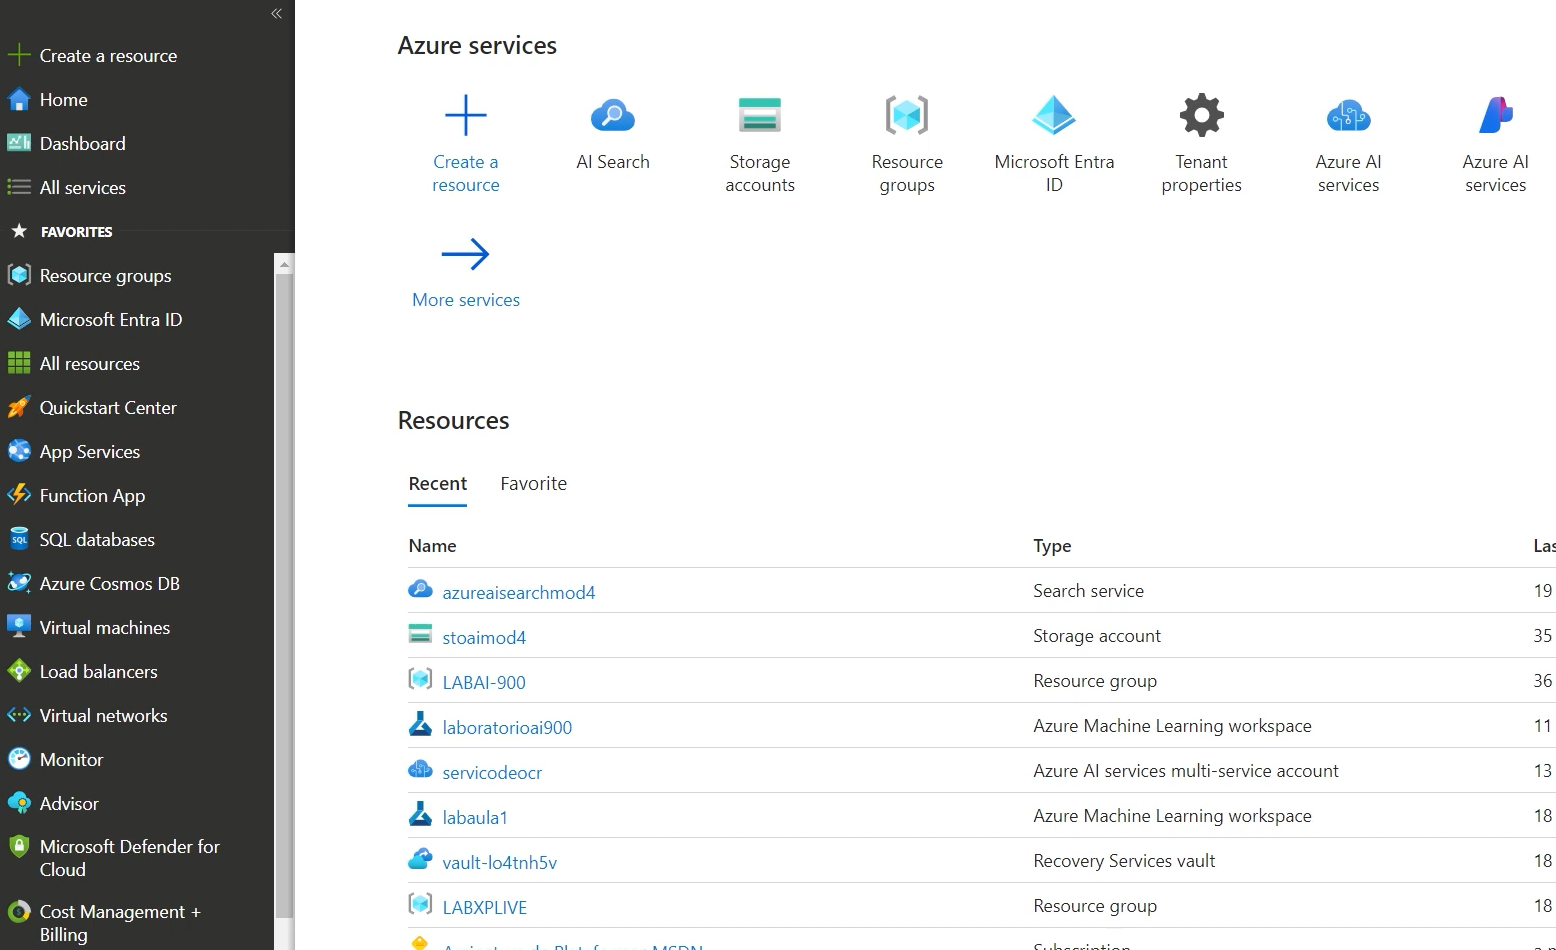 Create a resource
Home
Dashboard
All services
FAVORITES
Resource groups
Microsoft Entra ID
All resources
Quickstart Center
App Services
Function App
SQL databases
Azure Cosmos DB
Virtual machines
Load balancers
Virtual networks
Monitor
Advisor
Microsoft Defender for
Cloud
Cost Management +
Billing
Azure services
Create a
resource
AI Search
Storage
accounts
Resource
groups
Microsoft Entra
ID
Tenant
properties
Azure AI
services
Azure AI
services
More services
Resources
Recent Favorite
Name Type Las
azureaisearchmod4 Search service 19
stoaimod4 Storage account 35
LABAI-900 Resource group 36
laboratorioai900 Azure Machine Learning workspace 11
servicodeocr Azure AI services multi-service account 13
labaula1 Azure Machine Learning workspace 18
vault-lo4tnh5v Recovery Services vault 18
LABXPLIVE Resource group 18
MSDN Subscription